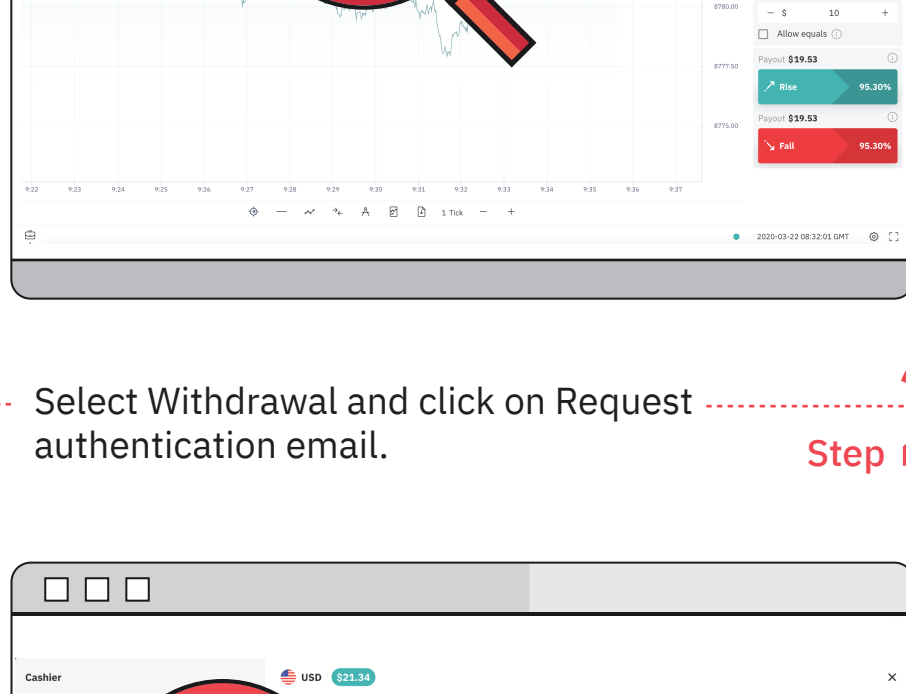 8780.00
− $ 10 +
Allow equals
Payout $19.53
8777.50
Rise 95.30%
Payout $19.53
8775.00
Fall 95.30%
9:22 9:23 9:24 9:25 9:26 9:27 9:28 9:29 9:30 9:31 9:32 9:33 9:34 9:35 9:36 9:37
1 Tick − +
2020-03-22 08:32:01 GMT
Select Withdrawal and click on Request
authentication email.
Step
Cashier
USD $21.34